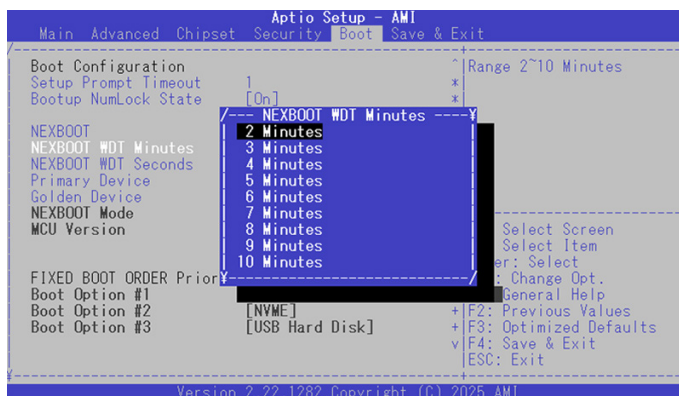 Aptio Setup – AMI
Main Advanced Chipset Security Boot Save & Exit
Boot Configuration
Setup Prompt Timeout 1
Bootup NumLock State [On]
NEXBOOT
NEXBOOT WDT Minutes
NEXBOOT WDT Seconds
Primary Device
Golden Device
NEXBOOT Mode
MCU Version
FIXED BOOT ORDER Prior
Boot Option #1
Boot Option #2 [NVME]
Boot Option #3 [USB Hard Disk]
NEXBOOT WDT Minutes
2 Minutes
3 Minutes
4 Minutes
5 Minutes
6 Minutes
7 Minutes
8 Minutes
9 Minutes
10 Minutes
Range 2~10 Minutes
Select Screen
Select Item
er: Select
: Change Opt.
General Help
F2: Previous Values
F3: Optimized Defaults
F4: Save & Exit
ESC: Exit
Version 2.22.1282 Copyright (C) 2025 AMI